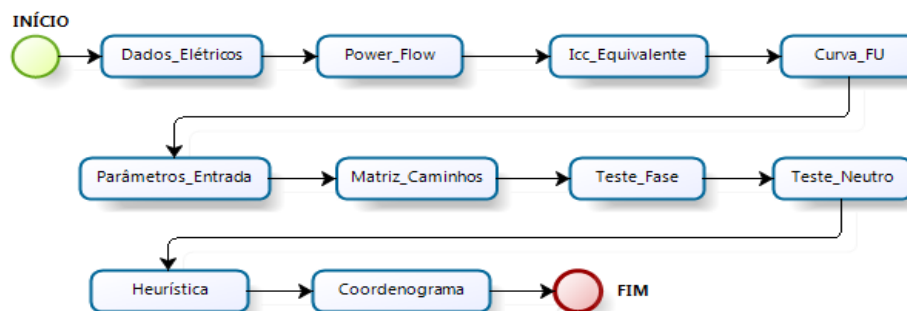 INÍCIO
Dados_Elétricos
Power_Flow
Icc_Equivalente
Curva_FU
Parâmetros_Entrada
Matriz_Caminhos
Teste_Fase
Teste_Neutro
Heurística
Coordenograma
FIM